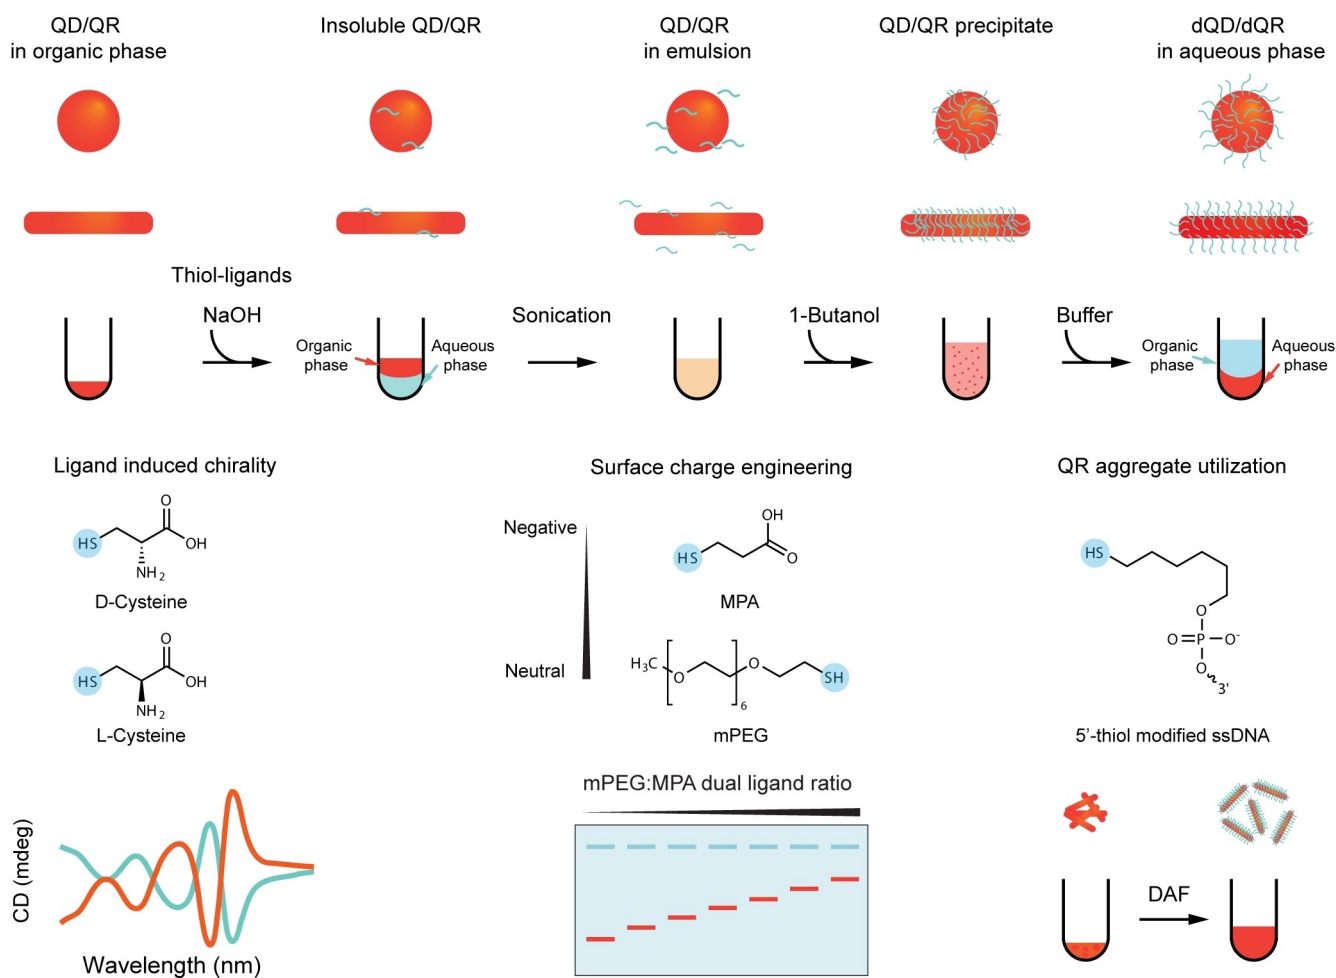 QD/QR
in organic phase
Insoluble QD/QR
QD/QR
in emulsion
QD/QR precipitate
dQD/dQR
in aqueous phase
Thiol-ligands
NaOH
Organic
phase
Aqueous
phase
Sonication
1-Butanol
Buffer
Organic
phase
Aqueous
phase
Ligand induced chirality
Surface charge engineering
QR aggregate utilization
O
HS
OH
NH2
D-Cysteine
O
HS
OH
NH2
L-Cysteine
Negative
Neutral
OH
HS
O
MPA
H3C
O
O
6
SH
mPEG
HS
O
O=P-O-
O
3'
5'-thiol modified ssDNA
mPEG:MPA dual ligand ratio
CD (mdeg)
Wavelength (nm)
DAF